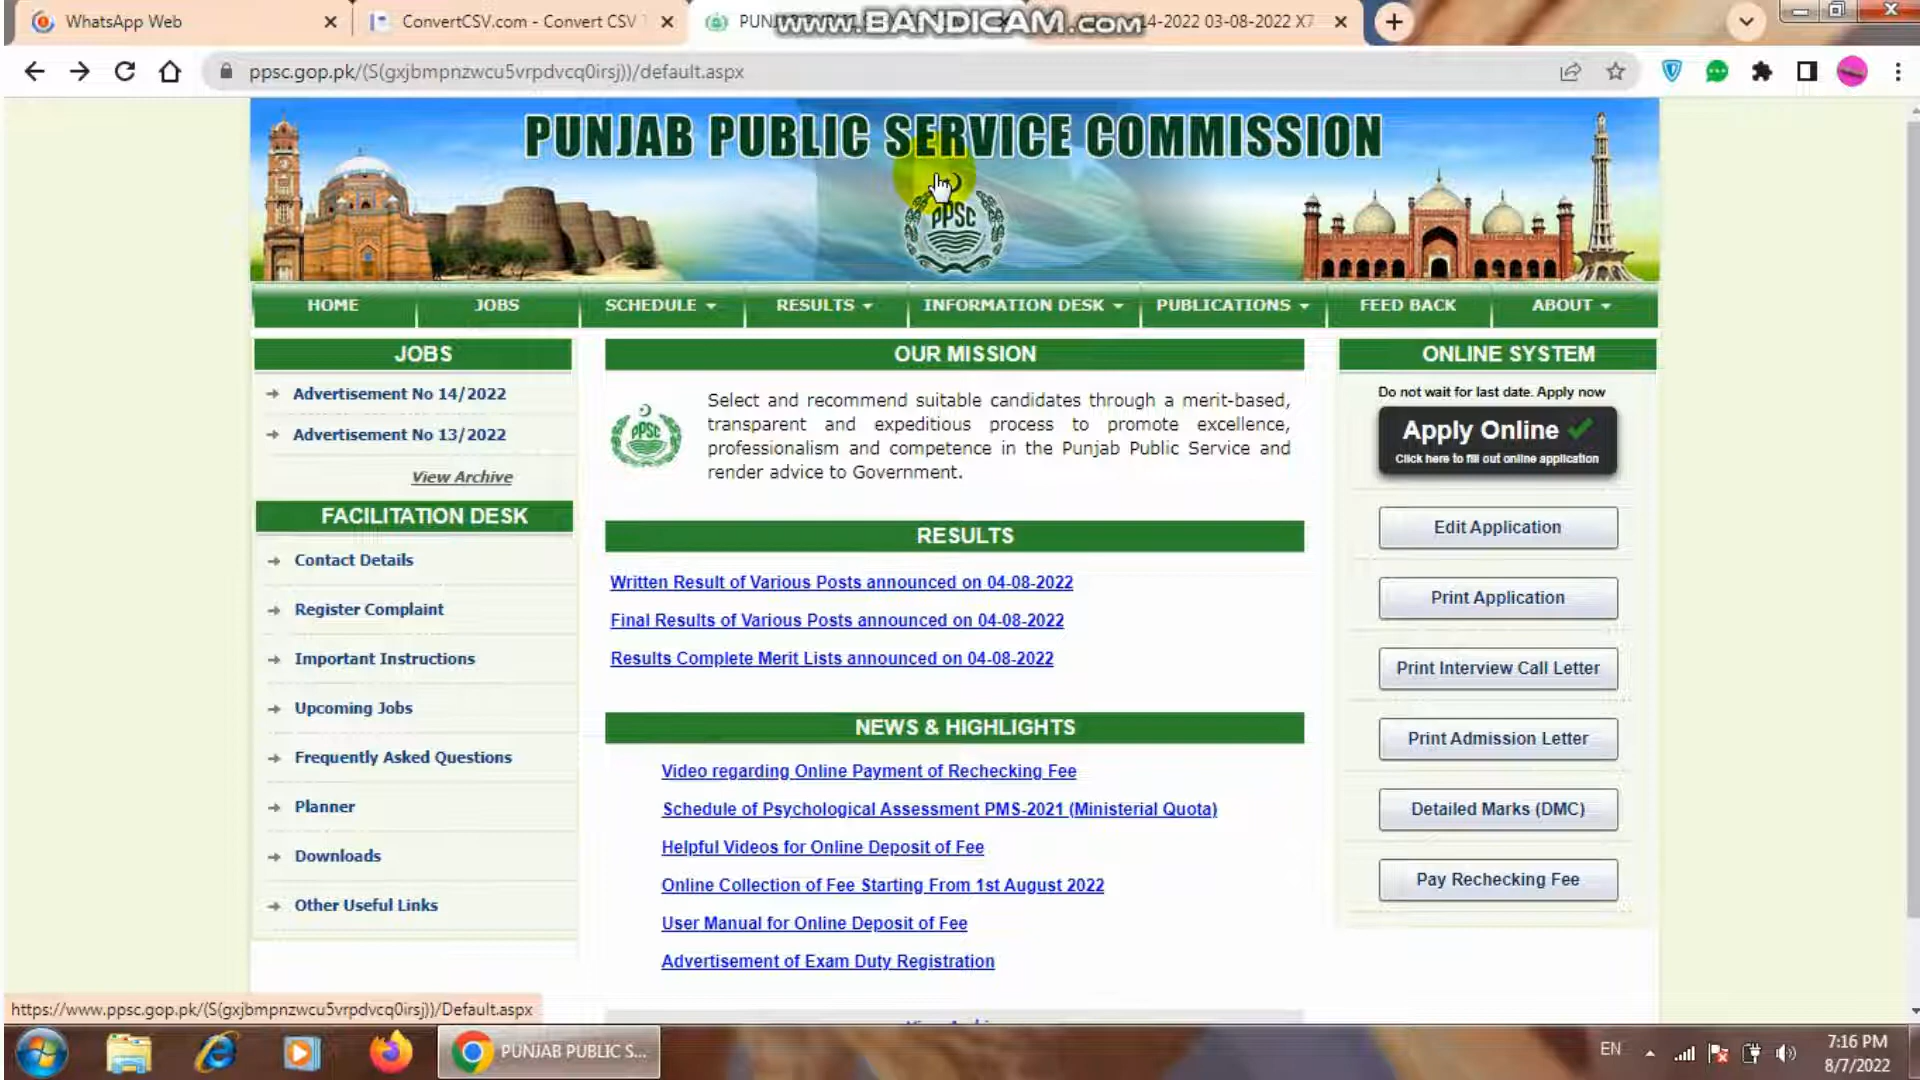 WhatsApp Web
ConvertCSV.com - Convert CSV
WWW.BANDICAM.com
14-2022 03-08-2022 X7
ppsc.gop.pk/(S(gxjbmpnzwcu5vrpdvcq0irsj))/default.aspx
PUNJAB PUBLIC SERVICE COMMISSION
PPSC
HOME JOBS SCHEDULE RESULTS INFORMATION DESK PUBLICATIONS FEED BACK ABOUT
JOBS
Advertisement No 14/2022
Advertisement No 13/2022
View Archive
FACILITATION DESK
Contact Details
Register Complaint
Important Instructions
Upcoming Jobs
Frequently Asked Questions
Planner
Downloads
Other Useful Links
OUR MISSION
PPSC
Select and recommend suitable candidates through a merit-based,
transparent and expeditious process to promote excellence,
professionalism and competence in the Punjab Public Service and
render advice to Government.
RESULTS
Written Result of Various Posts announced on 04-08-2022
Final Results of Various Posts announced on 04-08-2022
Results Complete Merit Lists announced on 04-08-2022
NEWS & HIGHLIGHTS
Video regarding Online Payment of Rechecking Fee
Schedule of Psychological Assessment PMS-2021 (Ministerial Quota)
Helpful Videos for Online Deposit of Fee
Online Collection of Fee Starting From 1st August 2022
User Manual for Online Deposit of Fee
Advertisement of Exam Duty Registration
ONLINE SYSTEM
Do not wait for last date. Apply now
Apply Online
Click here to fill out online application
Edit Application
Print Application
Print Interview Call Letter
Print Admission Letter
Detailed Marks (DMC)
Pay Rechecking Fee
https://www.ppsc.gop.pk/(S(gxjbmpnzwcu5vrpdvcq0irsj))/Default.aspx
PUNJAB PUBLIC S...
EN
7:16 PM
8/7/2022